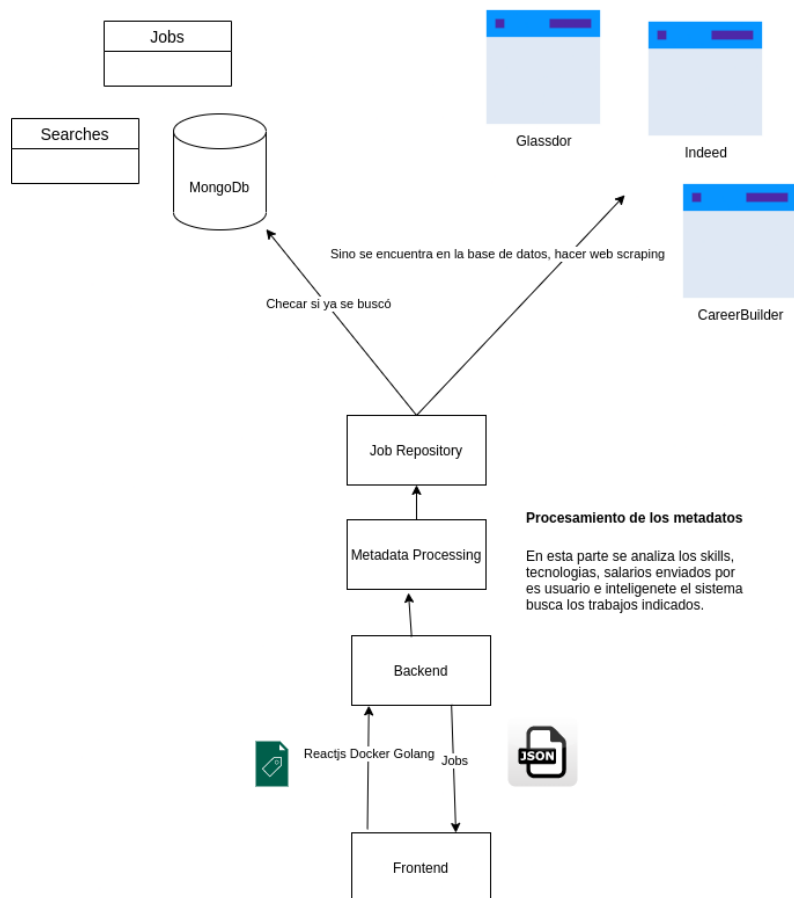 Jobs
Searches
MongoDb
Glassdor
Indeed
CareerBuilder
Sino se encuentra en la base de datos, hacer web scraping
Checar si ya se buscó
Job Repository
Metadata Processing
Procesamiento de los metadatos
En esta parte se analiza los skills,
tecnologias, salarios enviados por
es usuario e inteligenete el sistema
busca los trabajos indicados.
Backend
Reactjs Docker Golang
Jobs
JSON
Frontend